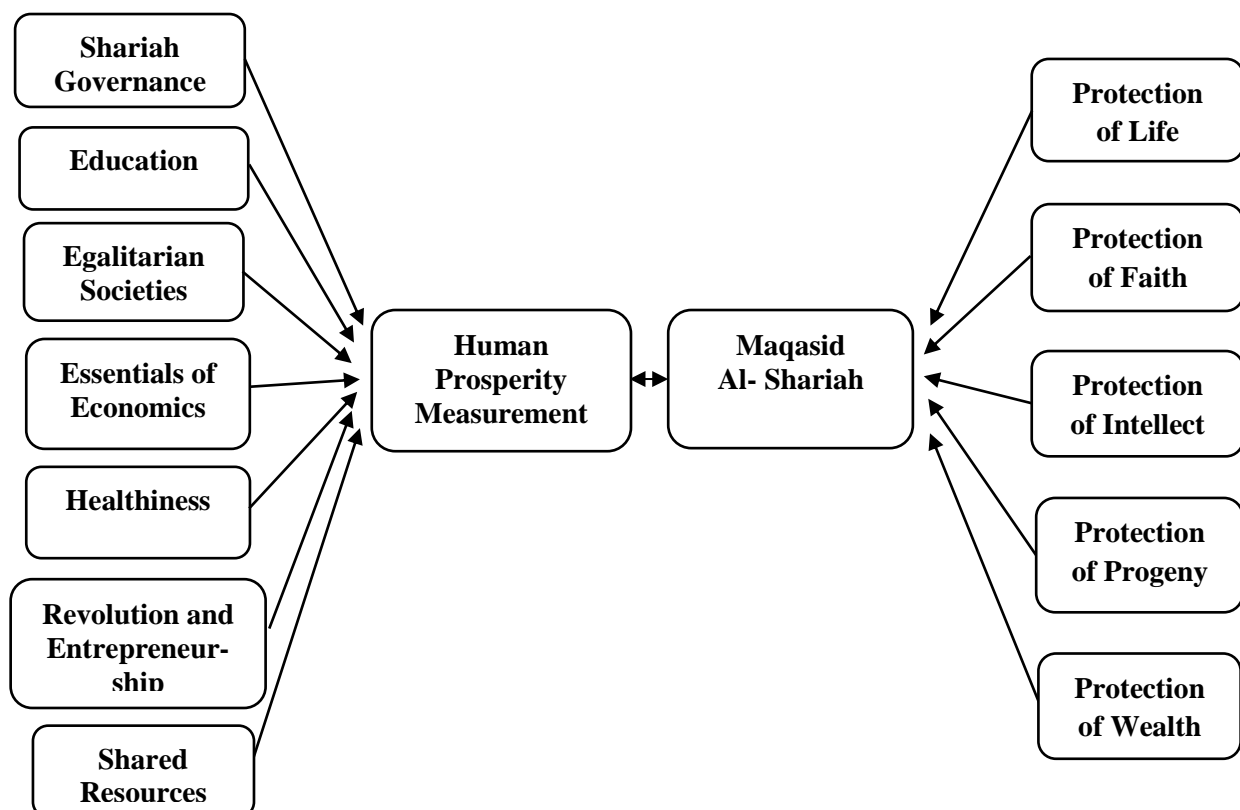 Shariah
Governance
Education
Egalitarian
Societies
Essentials of
Economics
Healthiness
Revolution and
Entrepreneur-
ship
Shared
Resources
Human
Prosperity
Measurement
Maqasid
Al- Shariah
Protection
of Life
Protection
of Faith
Protection
of Intellect
Protection
of Progeny
Protection
of Wealth